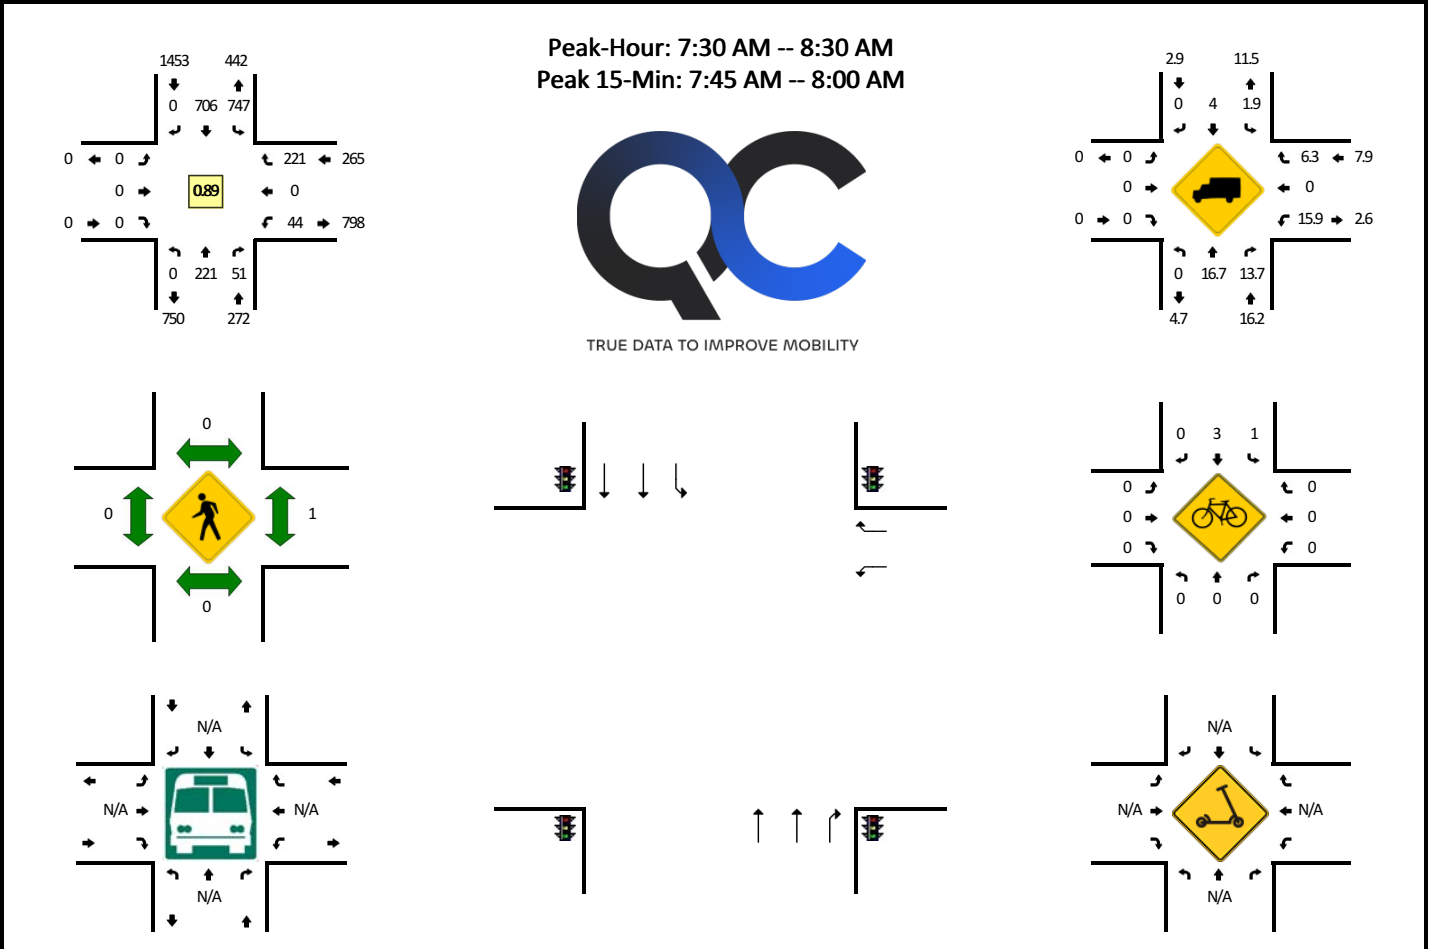 Peak-Hour: 7:30 AM -- 8:30 AM
Peak 15-Min: 7:45 AM -- 8:00 AM
1453 442
0 706 747
0 0 221 265
0 0.89 0
0 0 44 798
0 221 51
750 272
QC
TRUE DATA TO IMPROVE MOBILITY
2.9 11.5
0 4 1.9
0 0 6.3 7.9
0 0
0 0 15.9 2.6
0 16.7 13.7
4.7 16.2
0
0 1
0
0 3 1
0 0
0 0
0 0
0 0 0
N/A
N/A N/A
N/A
N/A
N/A N/A
N/A